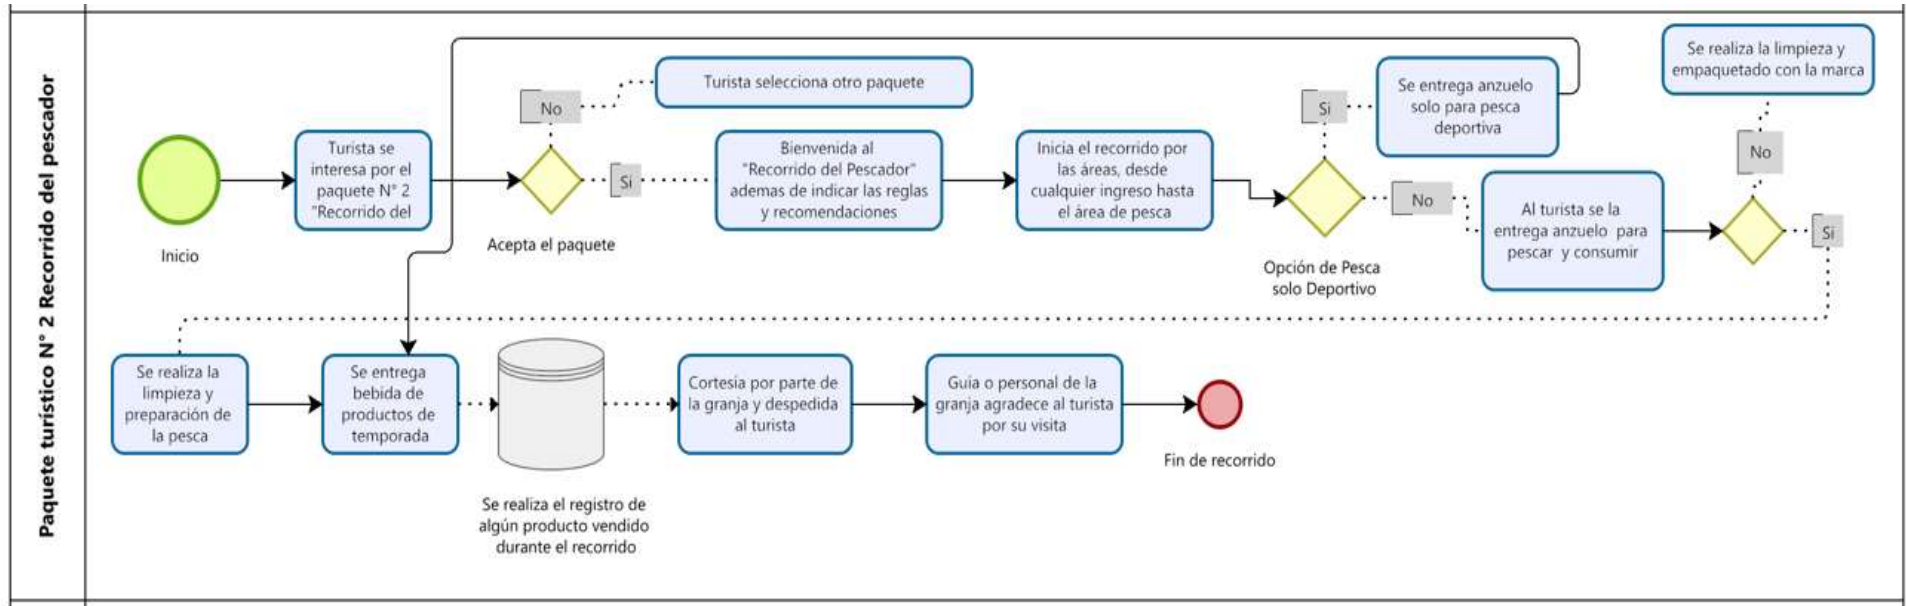 Paquete turístico N° 2 Recorrido del pescador
Inicio
Turista se
interesa por el
paquete N° 2
"Recorrido del
Acepta el paquete
No
Turista selecciona otro paquete
Si
Bienvenida al
"Recorrido del Pescador"
ademas de indicar las reglas
y recomendaciones
Inicia el recorrido por
las áreas, desde
cualquier ingreso hasta
el área de pesca
Opción de Pesca
solo Deportivo
Si
Se entrega anzuelo
solo para pesca
deportiva
No
Al turista se la
entrega anzuelo para
pescar y consumir
No
Se realiza la limpieza y
empaquetado con la marca
Si
Se realiza la
limpieza y
preparación de
la pesca
Se entrega
bebida de
productos de
temporada
Se realiza el registro de
algún producto vendido
durante el recorrido
Cortesía por parte de
la granja y despedida
al turista
Guia o personal de la
granja agradece al turista
por su visita
Fin de recorrido